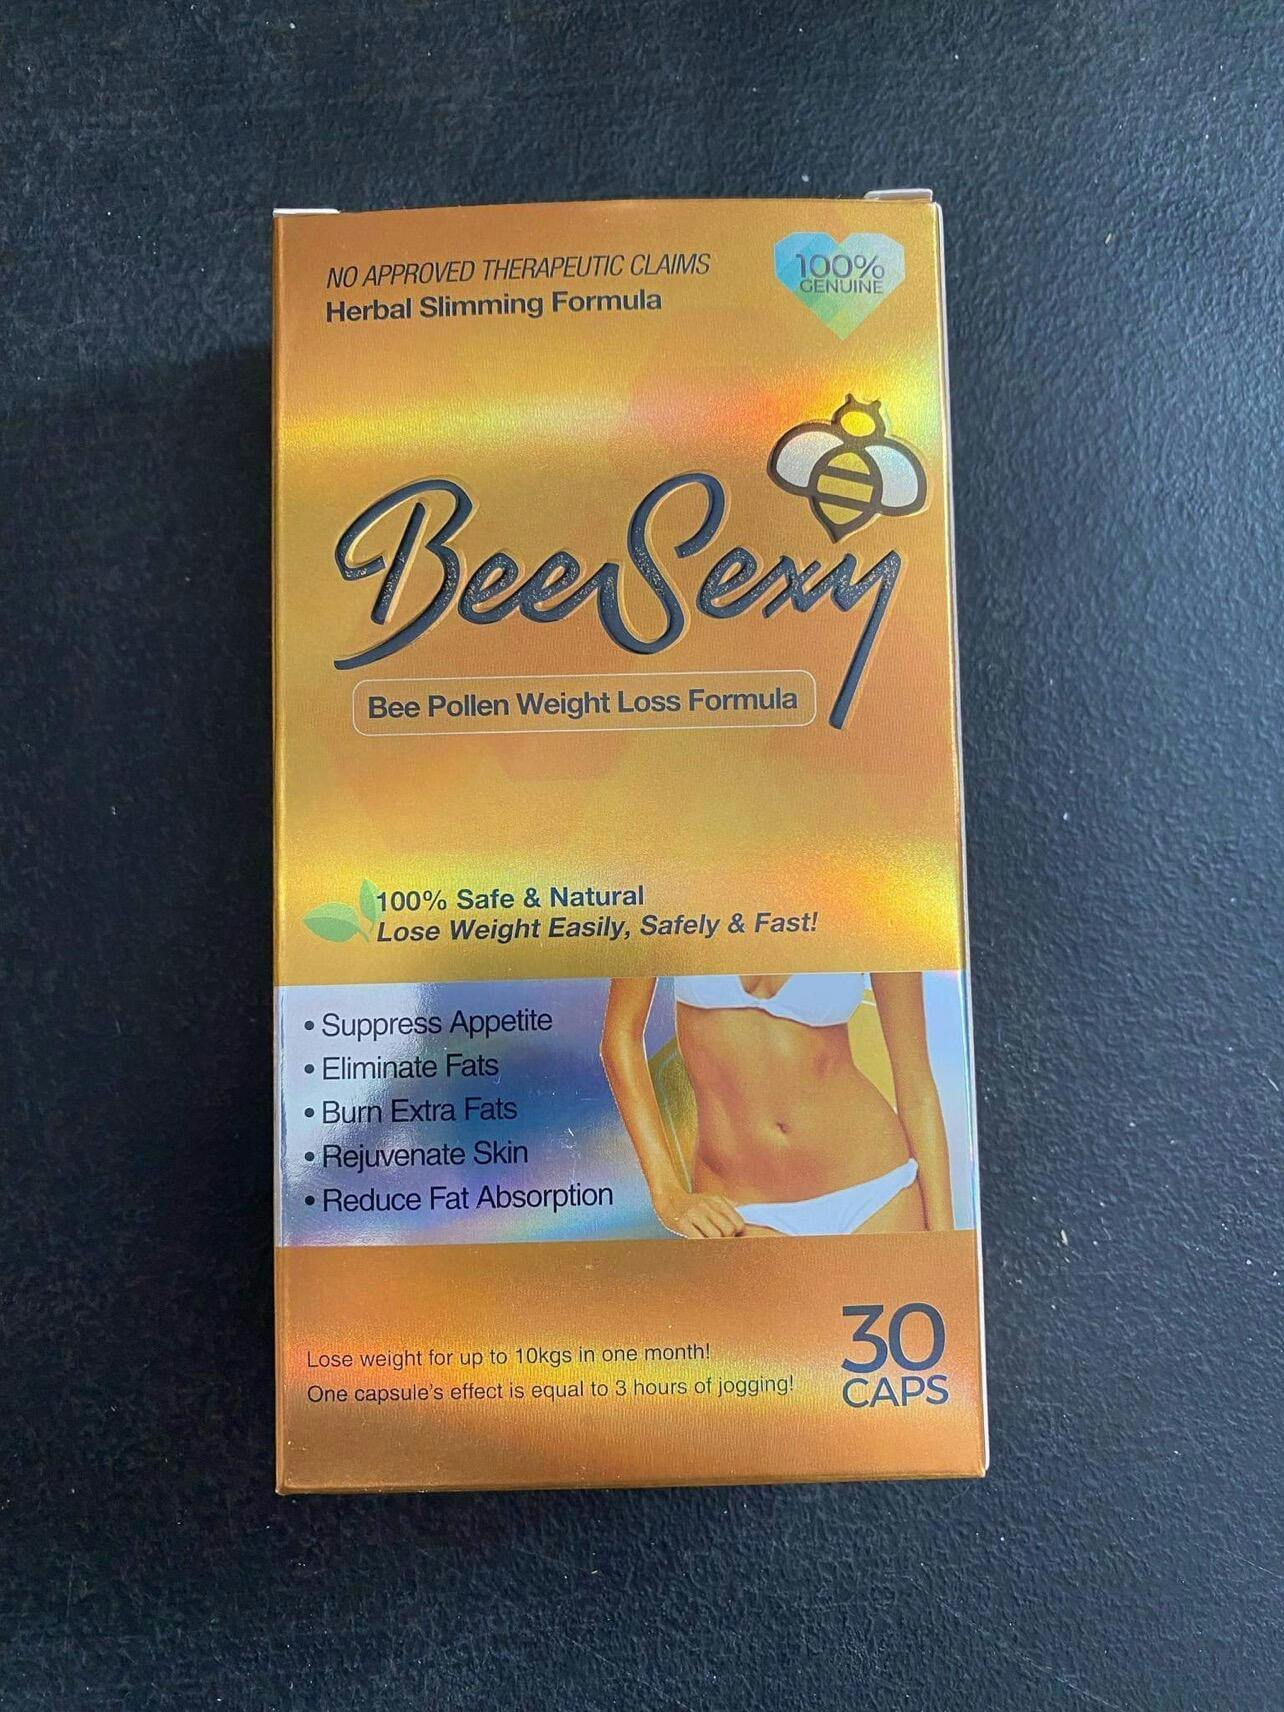 NO APPROVED THERAPEUTIC CLAIMS
Herbal Slimming Formula
100%
GENUINE
BeeSexy
Bee Pollen Weight Loss Formula
100% Safe & Natural
Lose Weight Easily, Safely & Fast!
• Suppress Appetite
• Eliminate Fats
• Burn Extra Fats
• Rejuvenate Skin
• Reduce Fat Absorption
Lose weight for up to 10kgs in one month!
One capsule's effect is equal to 3 hours of jogging!
30
CAPS